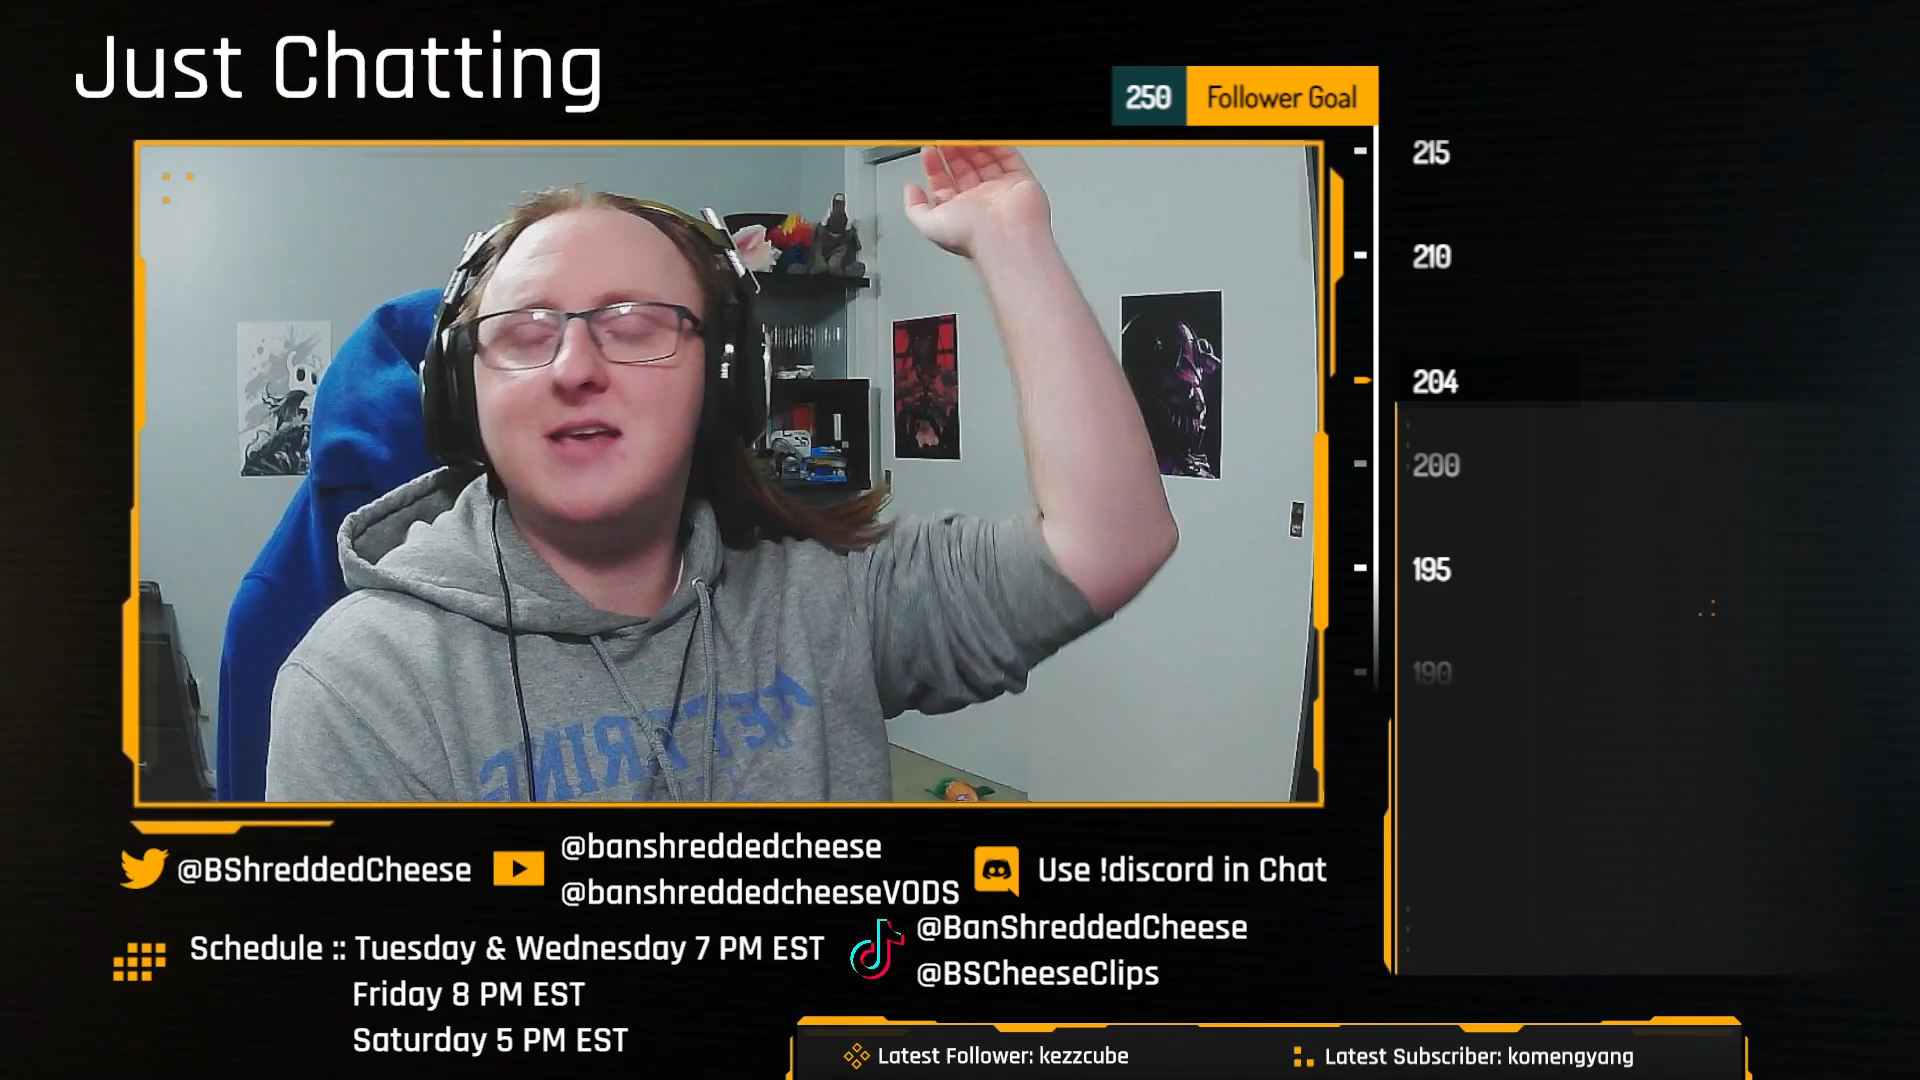 Just Chatting
250 Follower Goal
215
210
204
200
195
190
KETTERING
@BShreddedCheese
@banshreddedcheese
@banshreddedcheeseVODS
Use !discord in Chat
Schedule :: Tuesday & Wednesday 7 PM EST
Friday 8 PM EST
Saturday 5 PM EST
@BanShreddedCheese
@BSCheeseClips
Latest Follower: kezzcube
Latest Subscriber: komengyang